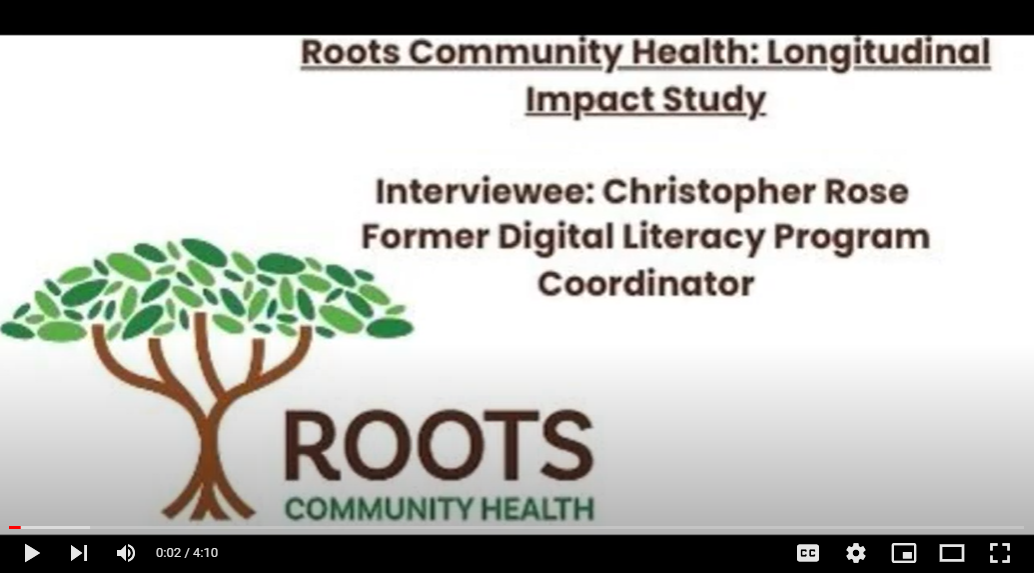 Roots Community Health: Longitudinal
Impact Study
Interviewee: Christopher Rose
Former Digital Literacy Program
Coordinator
ROOTS
COMMUNITY HEALTH
0:02 / 4:10
CC